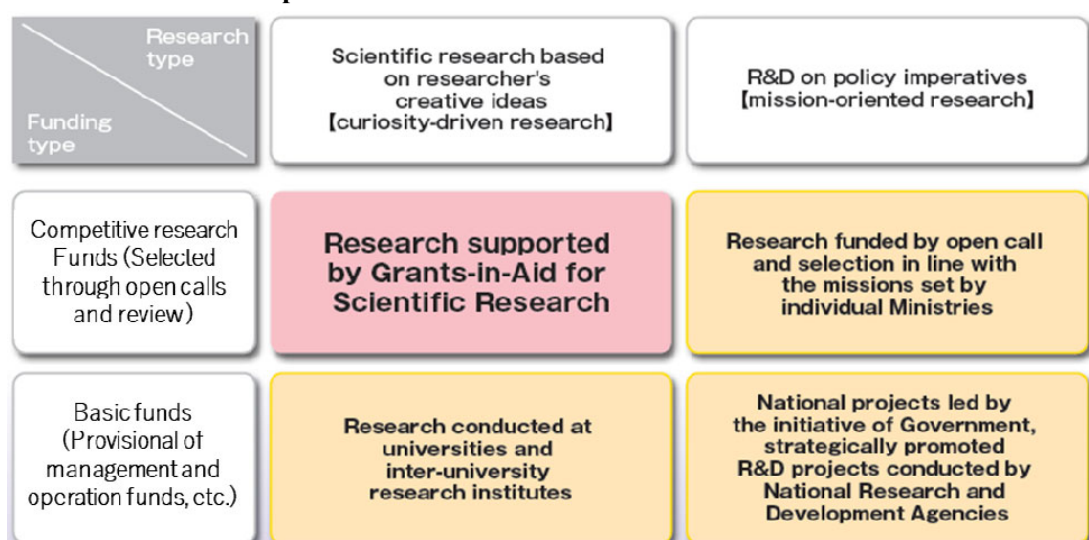 Research
type
Funding
type
Scientific research based
on researcher's
creative ideas
【curiosity-driven research】
R&D on policy imperatives
【mission-oriented research】
Competitive research
Funds (Selected
through open calls
and review)
Research supported
by Grants-in-Aid for
Scientific Research
Research funded by open call
and selection in line with
the missions set by
individual Ministries
Basic funds
(Provisional of
management and
operation funds, etc.)
Research conducted at
universities and
inter-university
research institutes
National projects led by
the initiative of Government,
strategically promoted
R&D projects conducted by
National Research and
Development Agencies